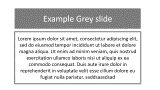 Example Grey slide
Lorem ipsum dolor sit amet, consectetur adipiscing elit,
sed do eiusmod tempor incididunt ut labore et dolore
magna aliqua. Ut enim ad minim veniam, quis nostrud
exercitation ullamco laboris nisi ut aliquip ex ea
commodo consequat. Duis aute irure dolor in
reprehenderit in voluptate velit esse cillum dolore eu
fugiat nulla pariatur.